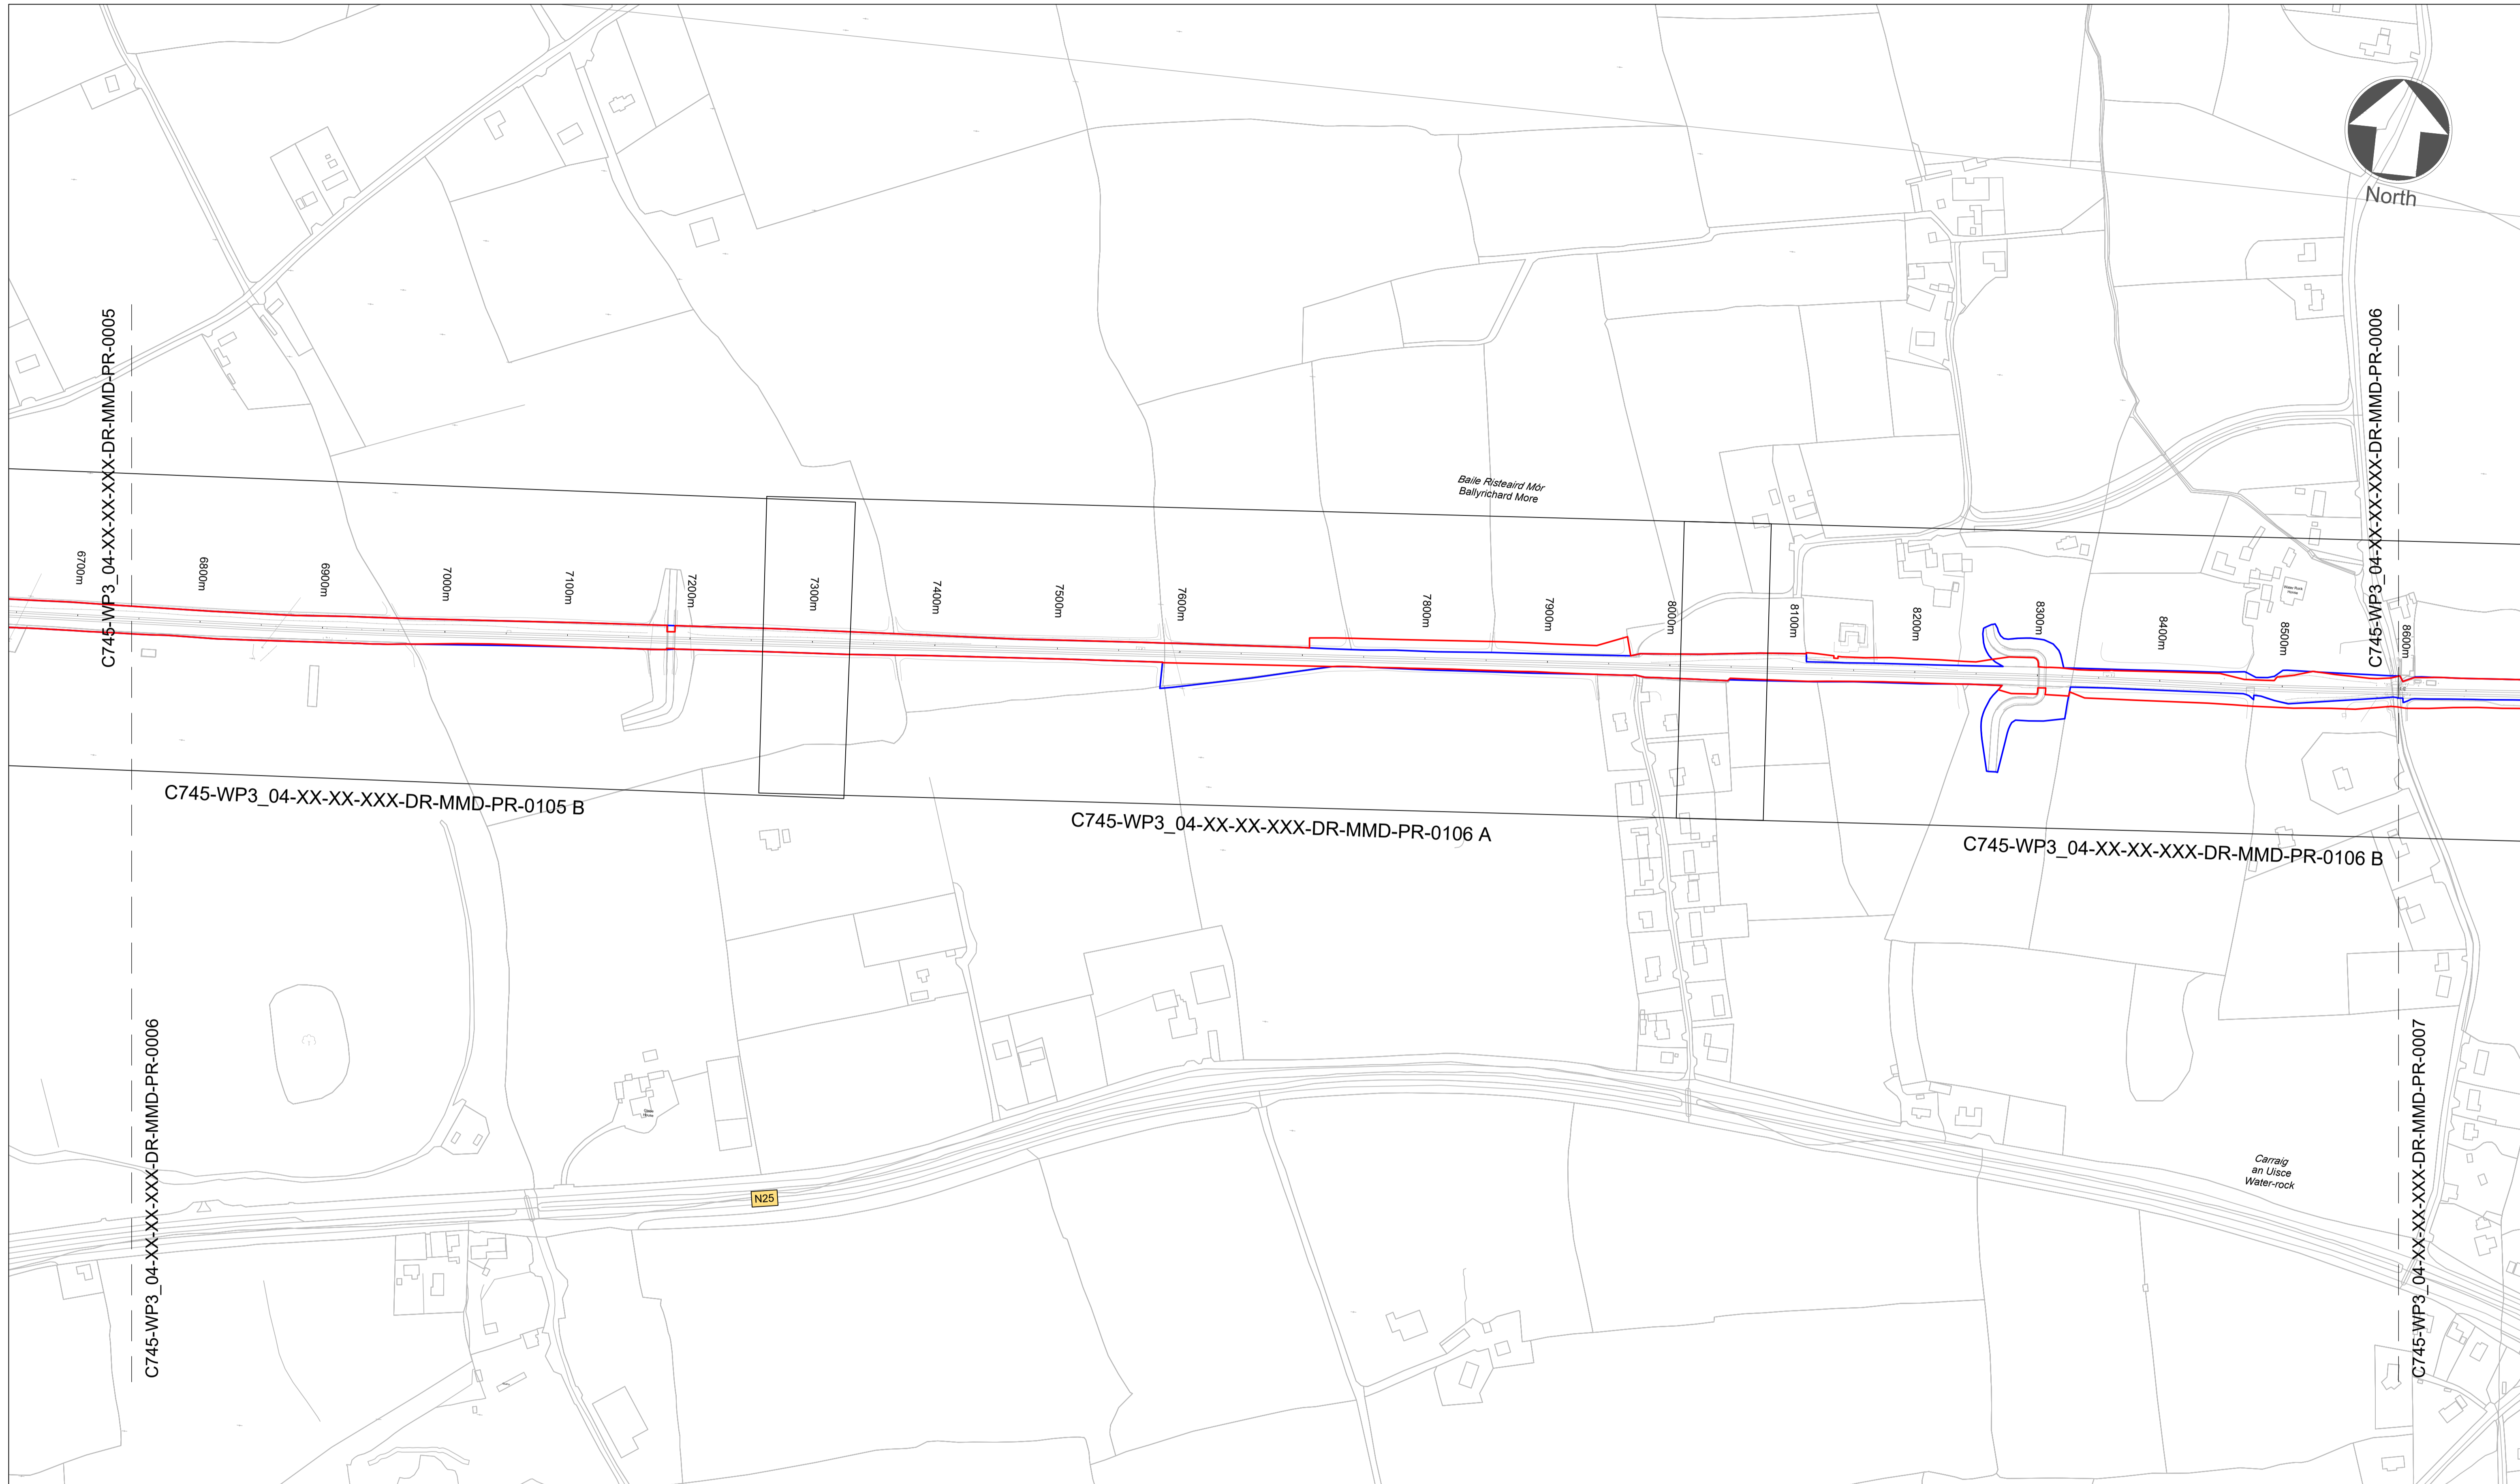 North
C745-WP3_04-XX-XX-XXX-DR-MMD-PR-0005
C745-WP3_04-XX-XX-XXX-DR-MMD-PR-0006
Baile Risteaird Mór
Ballyrichard More
6700m
6800m
6900m
7000m
7100m
7200m
7300m
7400m
7500m
7600m
7800m
7900m
8000m
8100m
8200m
8300m
8400m
8500m
8600m
Water Rock
House
C745-WP3_04-XX-XX-XXX-DR-MMD-PR-0105 B
C745-WP3_04-XX-XX-XXX-DR-MMD-PR-0106 A
C745-WP3_04-XX-XX-XXX-DR-MMD-PR-0106 B
C745-WP3_04-XX-XX-XXX-DR-MMD-PR-0006
C745-WP3_04-XX-XX-XXX-DR-MMD-PR-0007
House
N25
Carraig
an Uisce
Water-rock